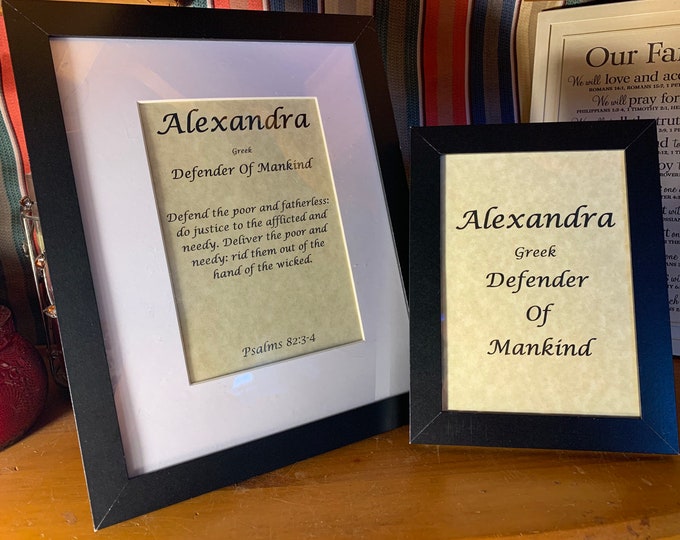 Alexandra
Greek
Defender Of Mankind
Defend the poor and fatherless:
do justice to the afflicted and
needy. Deliver the poor and
needy: rid them out of the
hand of the wicked.
Psalms 82:3-4
Alexandra
Greek
Defender
Of
Mankind
Our Fa
We will love and acc
We will pray for